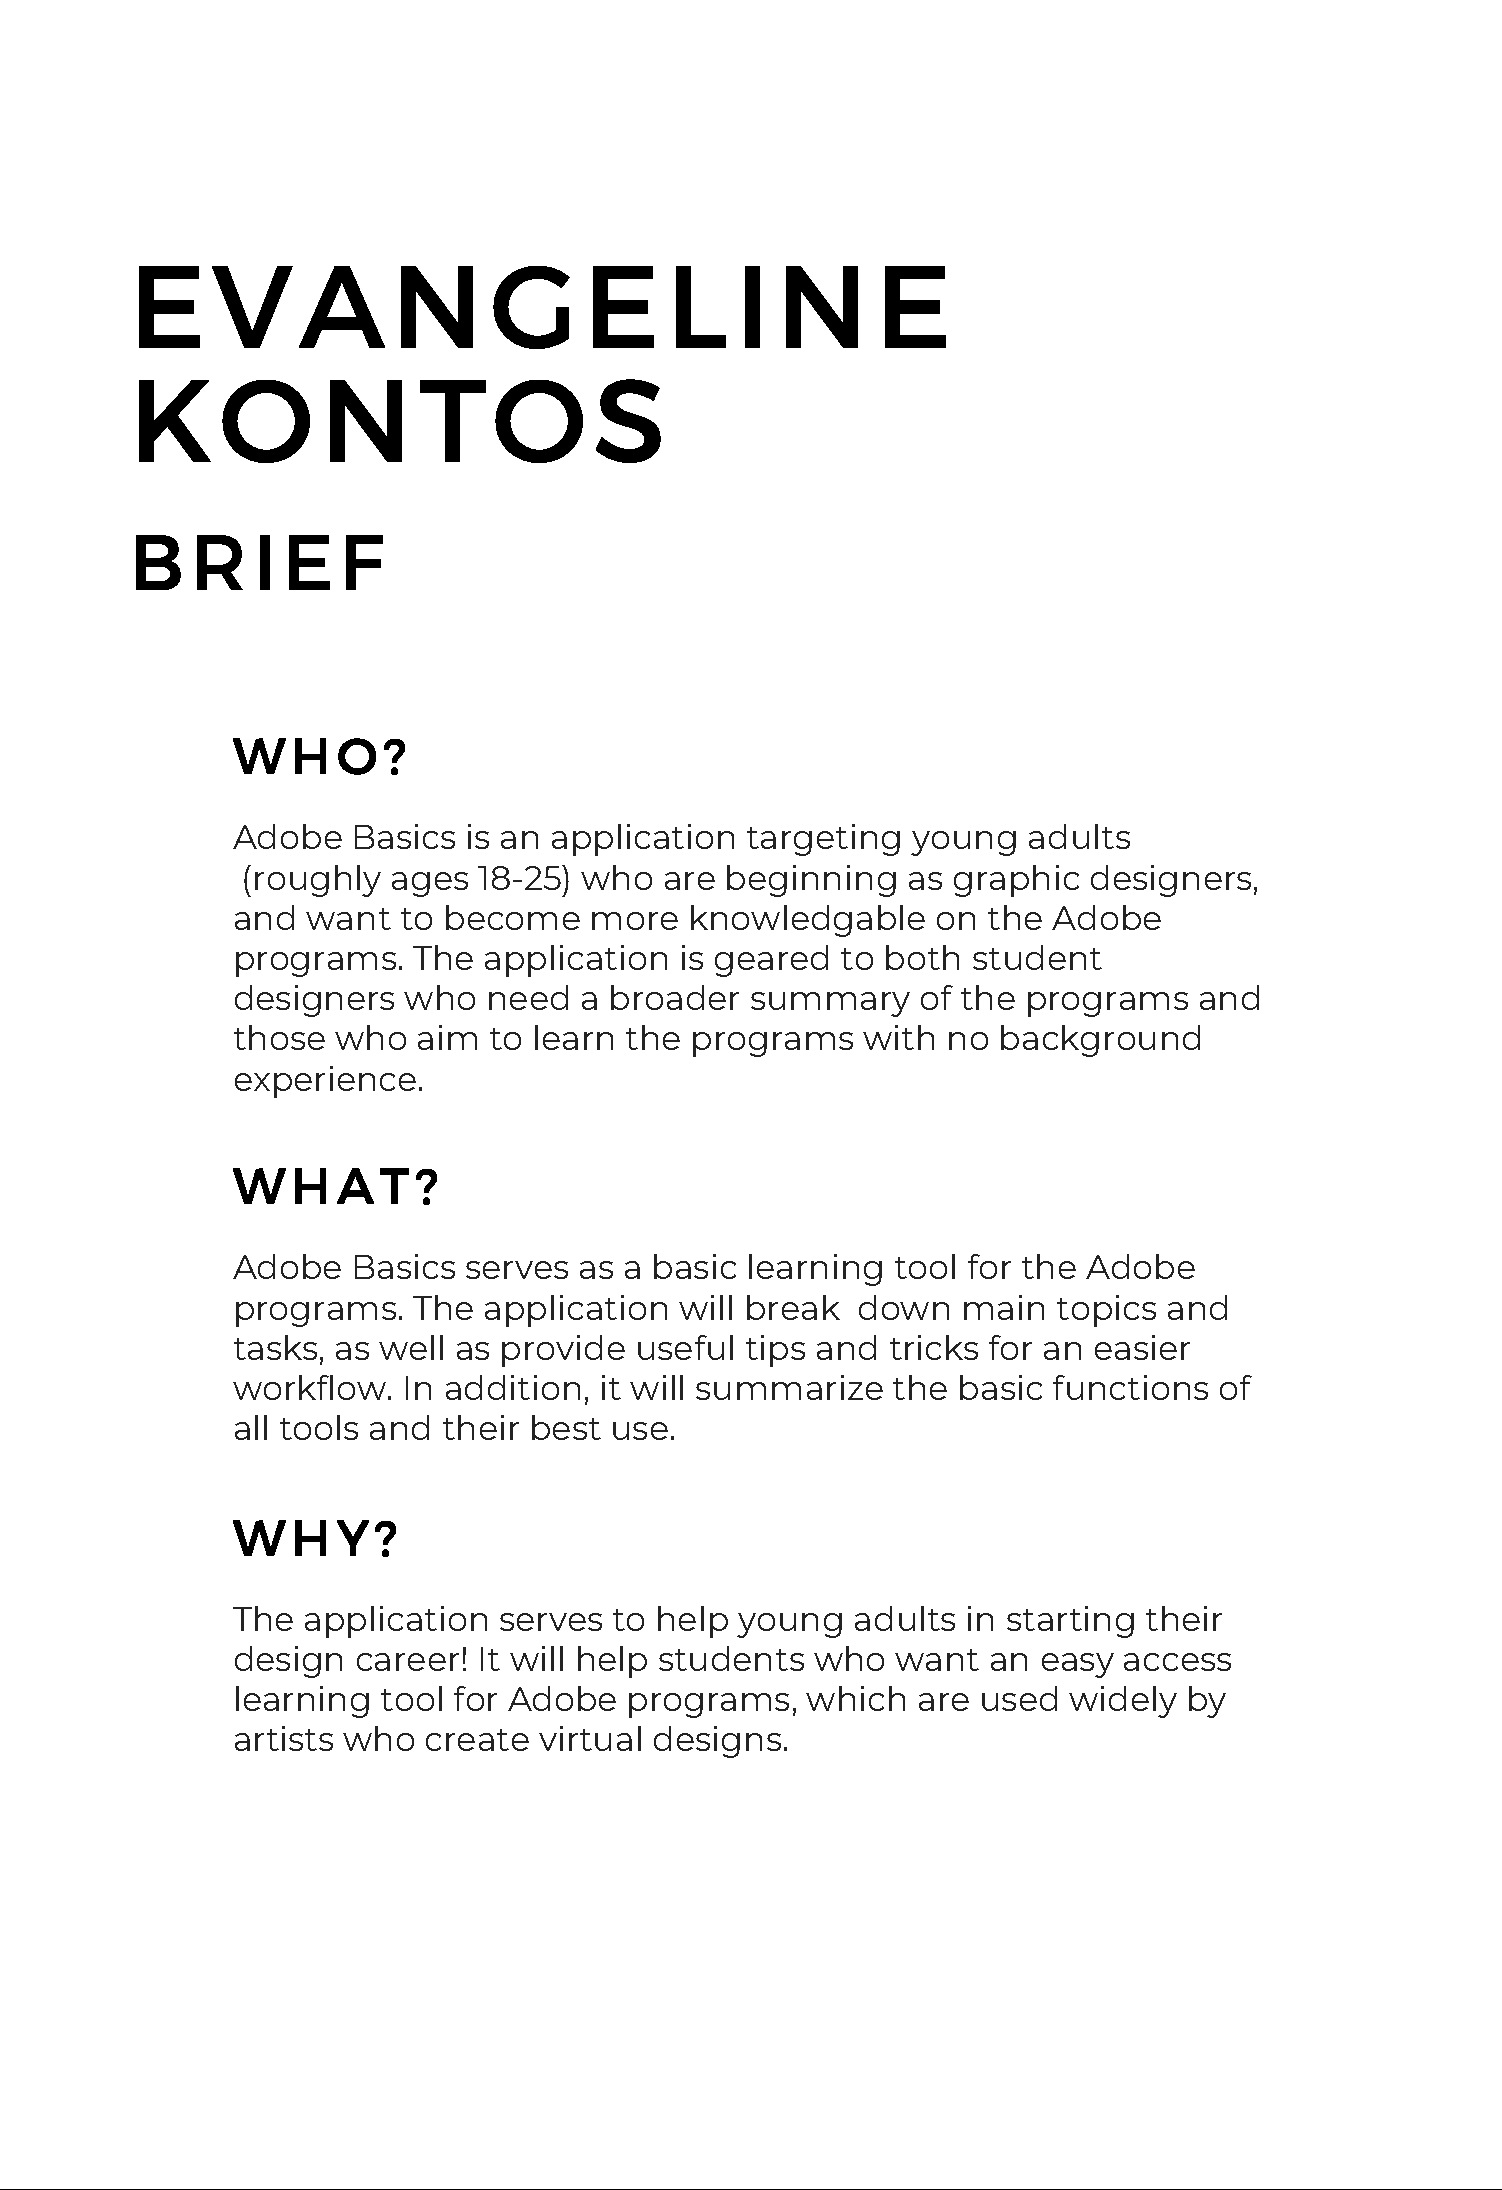 EVANGELINE
KONTOS
BRIEF
WHO?
Adobe Basics is an application targeting young adults
(roughly ages 18-25) who are beginning as graphic designers,
and want to become more knowledgable on the Adobe
programs. The application is geared to both student
designers who need a broader summary of the programs and
those who aim to learn the programs with no background
experience.
WHAT?
Adobe Basics serves as a basic learning tool for the Adobe
programs. The application will break  down main topics and
tasks, as well as provide useful tips and tricks for an easier
workflow. In addition, it will summarize the basic functions of
all tools and their best use.
WHY?
The application serves to help young adults in starting their
design career! It will help students who want an easy access
learning tool for Adobe programs, which are used widely by
artists who create virtual designs.